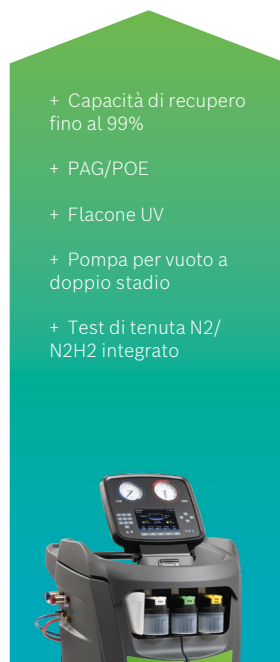 + Capacità di recupero
fino al 99%
+ PAG/POE
+ Flacone UV
+ Pompa per vuoto a
doppio stadio
+ Test di tenuta N2/
N2H2 integrato